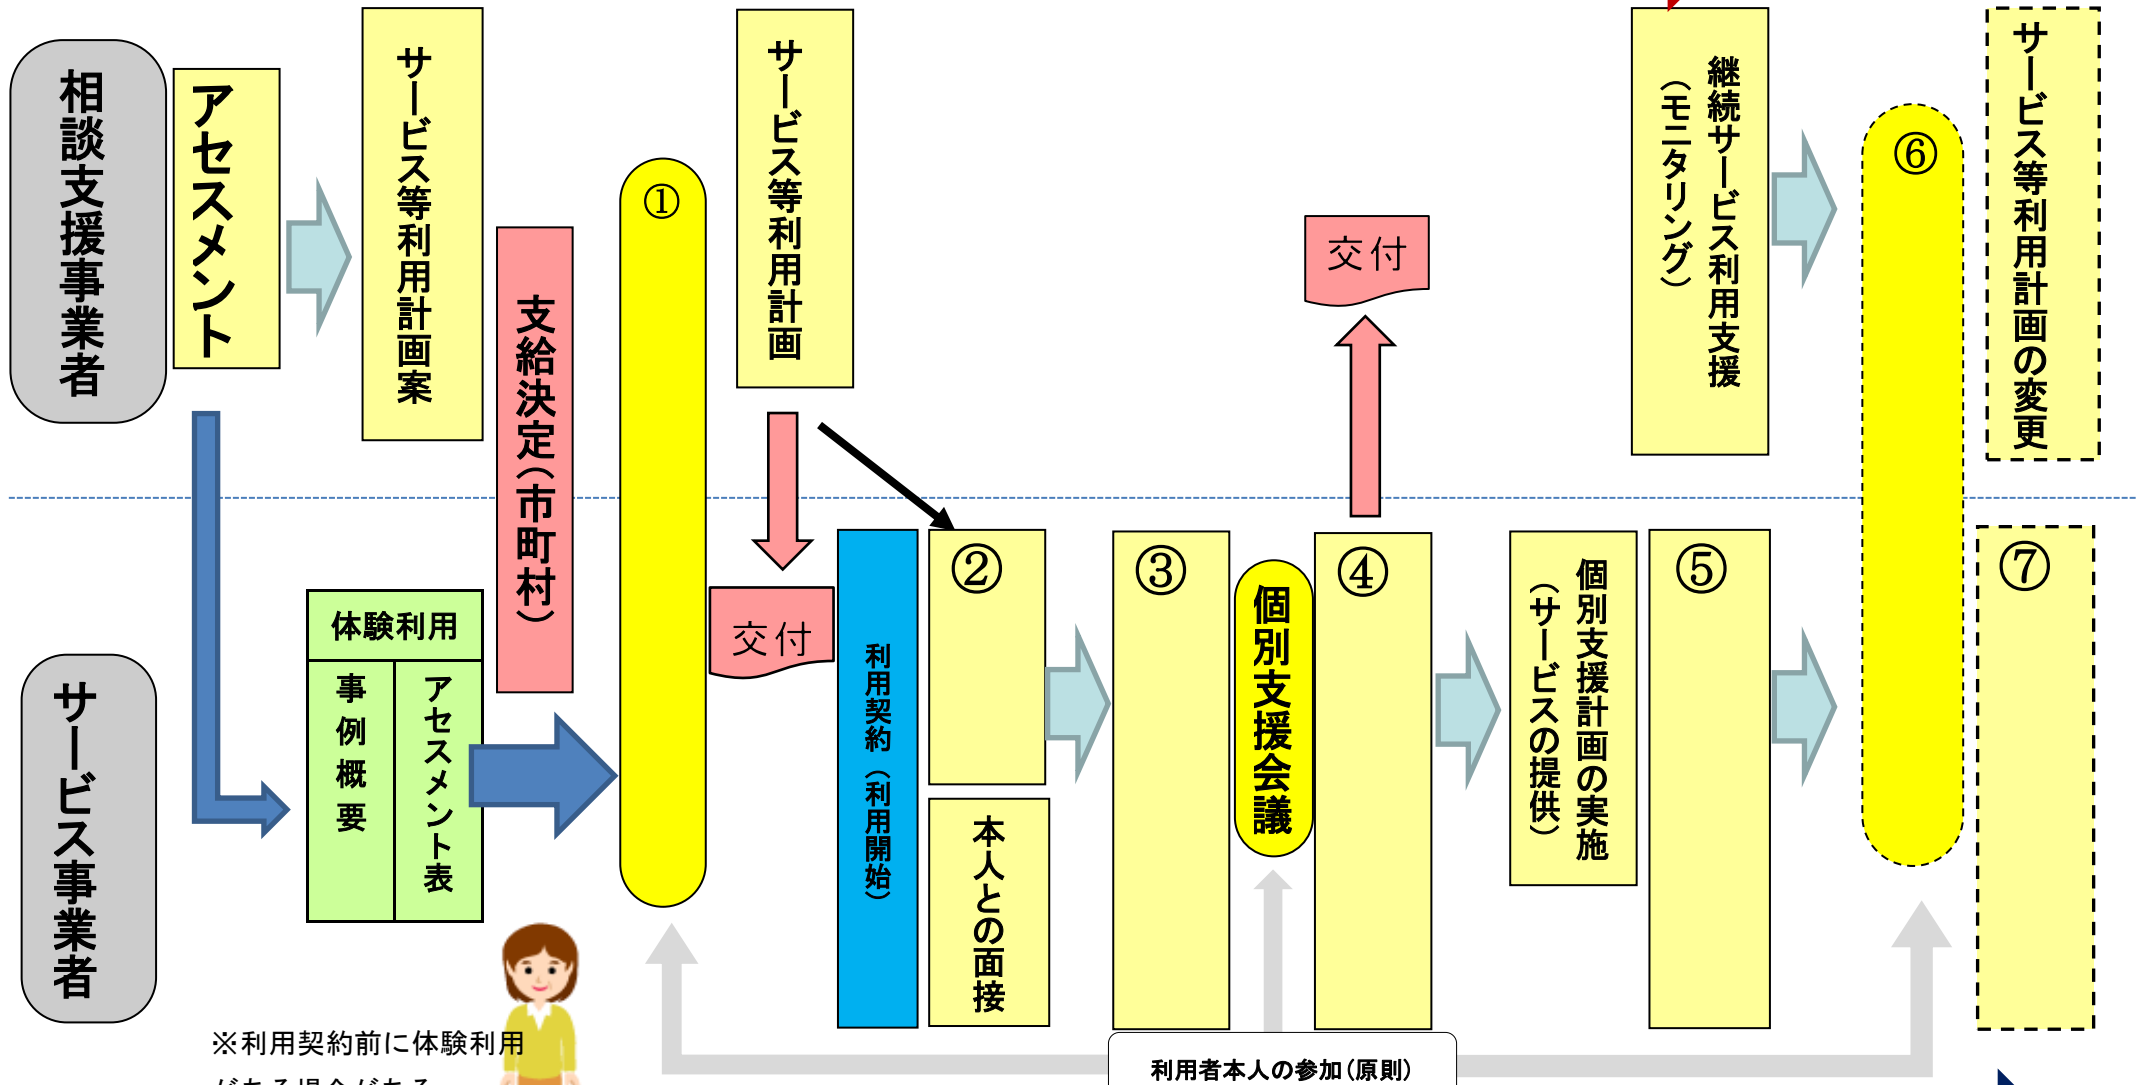 相談支援事業者
アセスメント
サービス等利用計画案
支給決定（市町村）
①
サービス等利用計画
交付
継続サービス利用支援
（モニタリング）
⑥
サービス等利用計画の変更
サービス事業者
体験利用
事例概要
アセスメント表
交付
利用契約（利用開始）
②
本人との面接
③
個別支援会議
④
個別支援計画の実施
（サービスの提供）
⑤
⑦
※利用契約前に体験利用
がある場合がある
利用者本人の参加（原則）